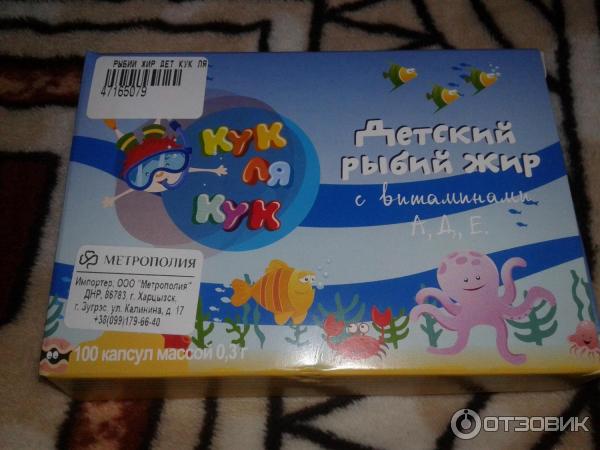 РЫБИЙ ЖИР ДЕТ КУК ЛЯ
47165079
КУК
ЛЯ
КУК
Детский
рыбий жир
с витаминами
А, Д, Е.
МЕТРОПОЛИЯ
Импортер: ООО "Метрополия"
ДНР, 86783, г. Харцызск,
г. Зугрэс, ул. Калинина, д. 17
+38(099)179-66-40
100 капсул массой 0,3 г
ОТЗОВИК